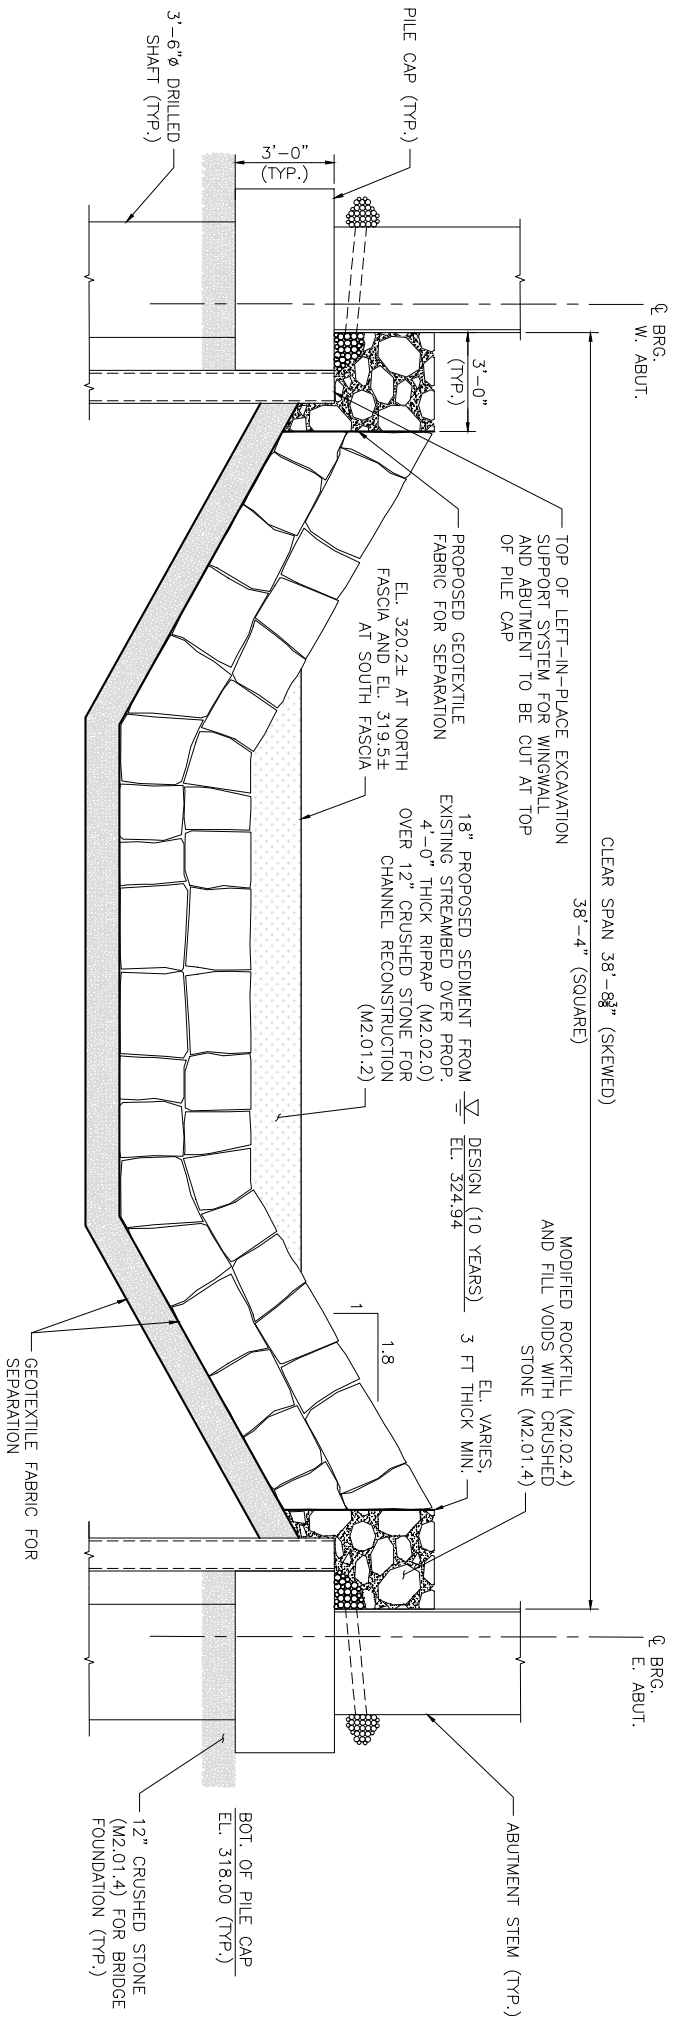 ℄ BRG.
W. ABUT.
CLEAR SPAN 38'-8⅜" (SKEWED)
38'-4" (SQUARE)
℄ BRG.
E. ABUT.
PILE CAP (TYP.)
3'-6"ø DRILLED
SHAFT (TYP.)
3'-0"
(TYP.)
3'-0"
(TYP.)
TOP OF LEFT-IN-PLACE EXCAVATION
SUPPORT SYSTEM FOR WINGWALL
AND ABUTMENT TO BE CUT AT TOP
OF PILE CAP
PROPOSED GEOTEXTILE
FABRIC FOR SEPARATION
EL. 320.2± AT NORTH
FASCIA AND EL. 319.5±
AT SOUTH FASCIA
18" PROPOSED SEDIMENT FROM
EXISTING STREAMBED OVER PROP.
4'-0" THICK RIPRAP (M2.02.0)
OVER 12" CRUSHED STONE FOR
CHANNEL RECONSTRUCTION
(M2.01.2)
DESIGN (10 YEARS)
EL. 324.94
MODIFIED ROCKFILL (M2.02.4)
AND FILL VOIDS WITH CRUSHED
STONE (M2.01.4)
EL. VARIES,
3 FT THICK MIN.
1.8
1
GEOTEXTILE FABRIC FOR
SEPARATION
ABUTMENT STEM (TYP.)
BOT. OF PILE CAP
EL. 318.00 (TYP.)
12" CRUSHED STONE
(M2.01.4) FOR BRIDGE
FOUNDATION (TYP.)